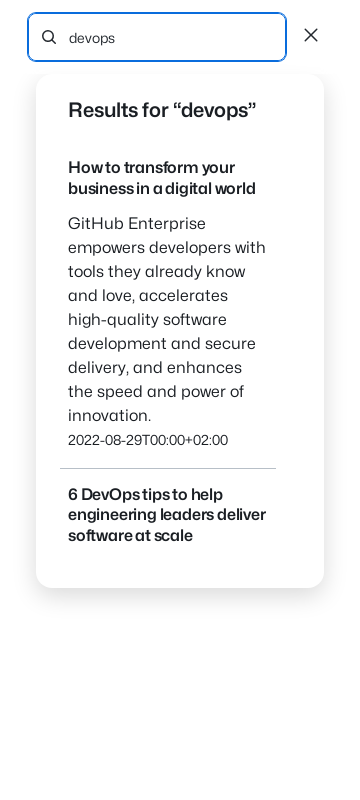 devops
Results for “devops”
How to transform your
business in a digital world
GitHub Enterprise
empowers developers with
tools they already know
and love, accelerates
high-quality software
development and secure
delivery, and enhances
the speed and power of
innovation.
2022-08-29T00:00+02:00
6 DevOps tips to help
engineering leaders deliver
software at scale